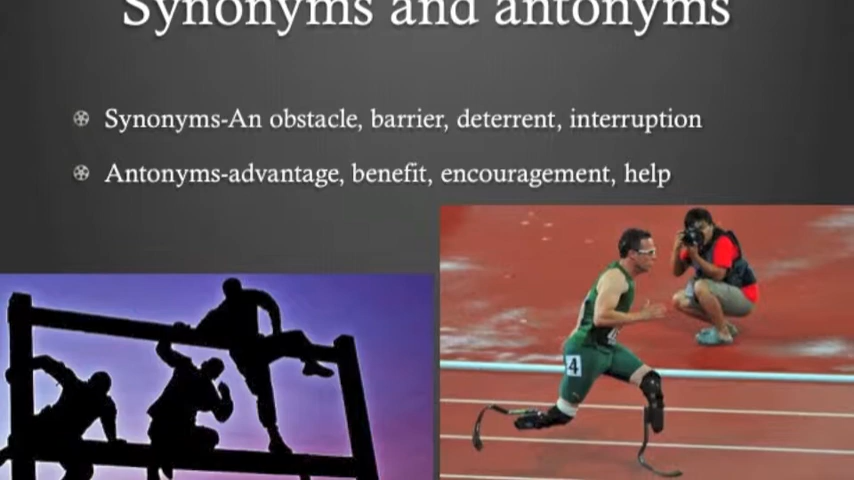 Synonyms and antonyms
Synonyms-An obstacle, barrier, deterrent, interruption
Antonyms-advantage, benefit, encouragement, help
4